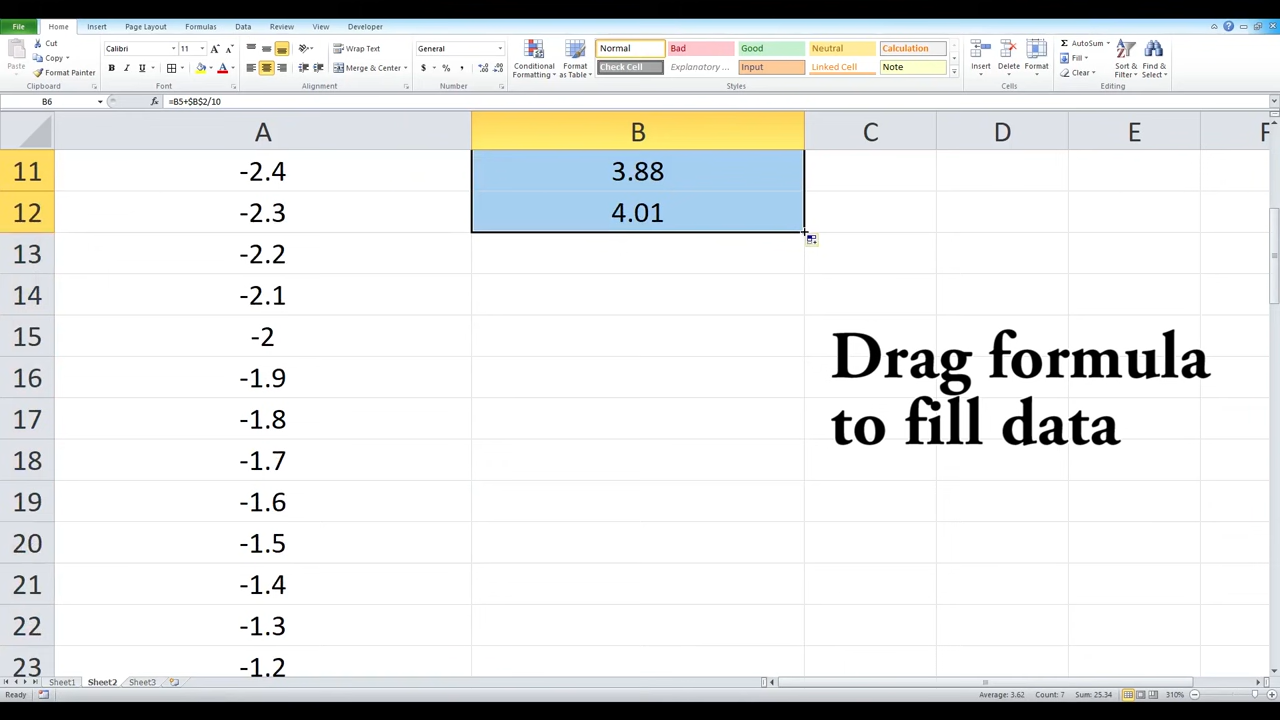 File Home Insert Page Layout Formulas Data Review View Developer
Cut Calibri 11 Wrap Text General Normal Bad Good Neutral Calculation AutoSum
Copy Fill
Paste Format Painter Merge & Center Conditional Formatting Format as Table Check Cell Explanatory ... Input Linked Cell Note Insert Delete Format Clear Sort & Filter Find & Select
Clipboard Font Alignment Number Styles Cells Editing
B6 fx =B5+$B$2/10
A B C D E F
11 -2.4 3.88
12 -2.3 4.01
13 -2.2
14 -2.1
15 -2
16 -1.9
17 -1.8
18 -1.7
19 -1.6
20 -1.5
21 -1.4
22 -1.3
23 -1.2
Drag formula
to fill data
Sheet1 Sheet2 Sheet3
Ready Average: 3.62 Count: 7 Sum: 25.34 310%